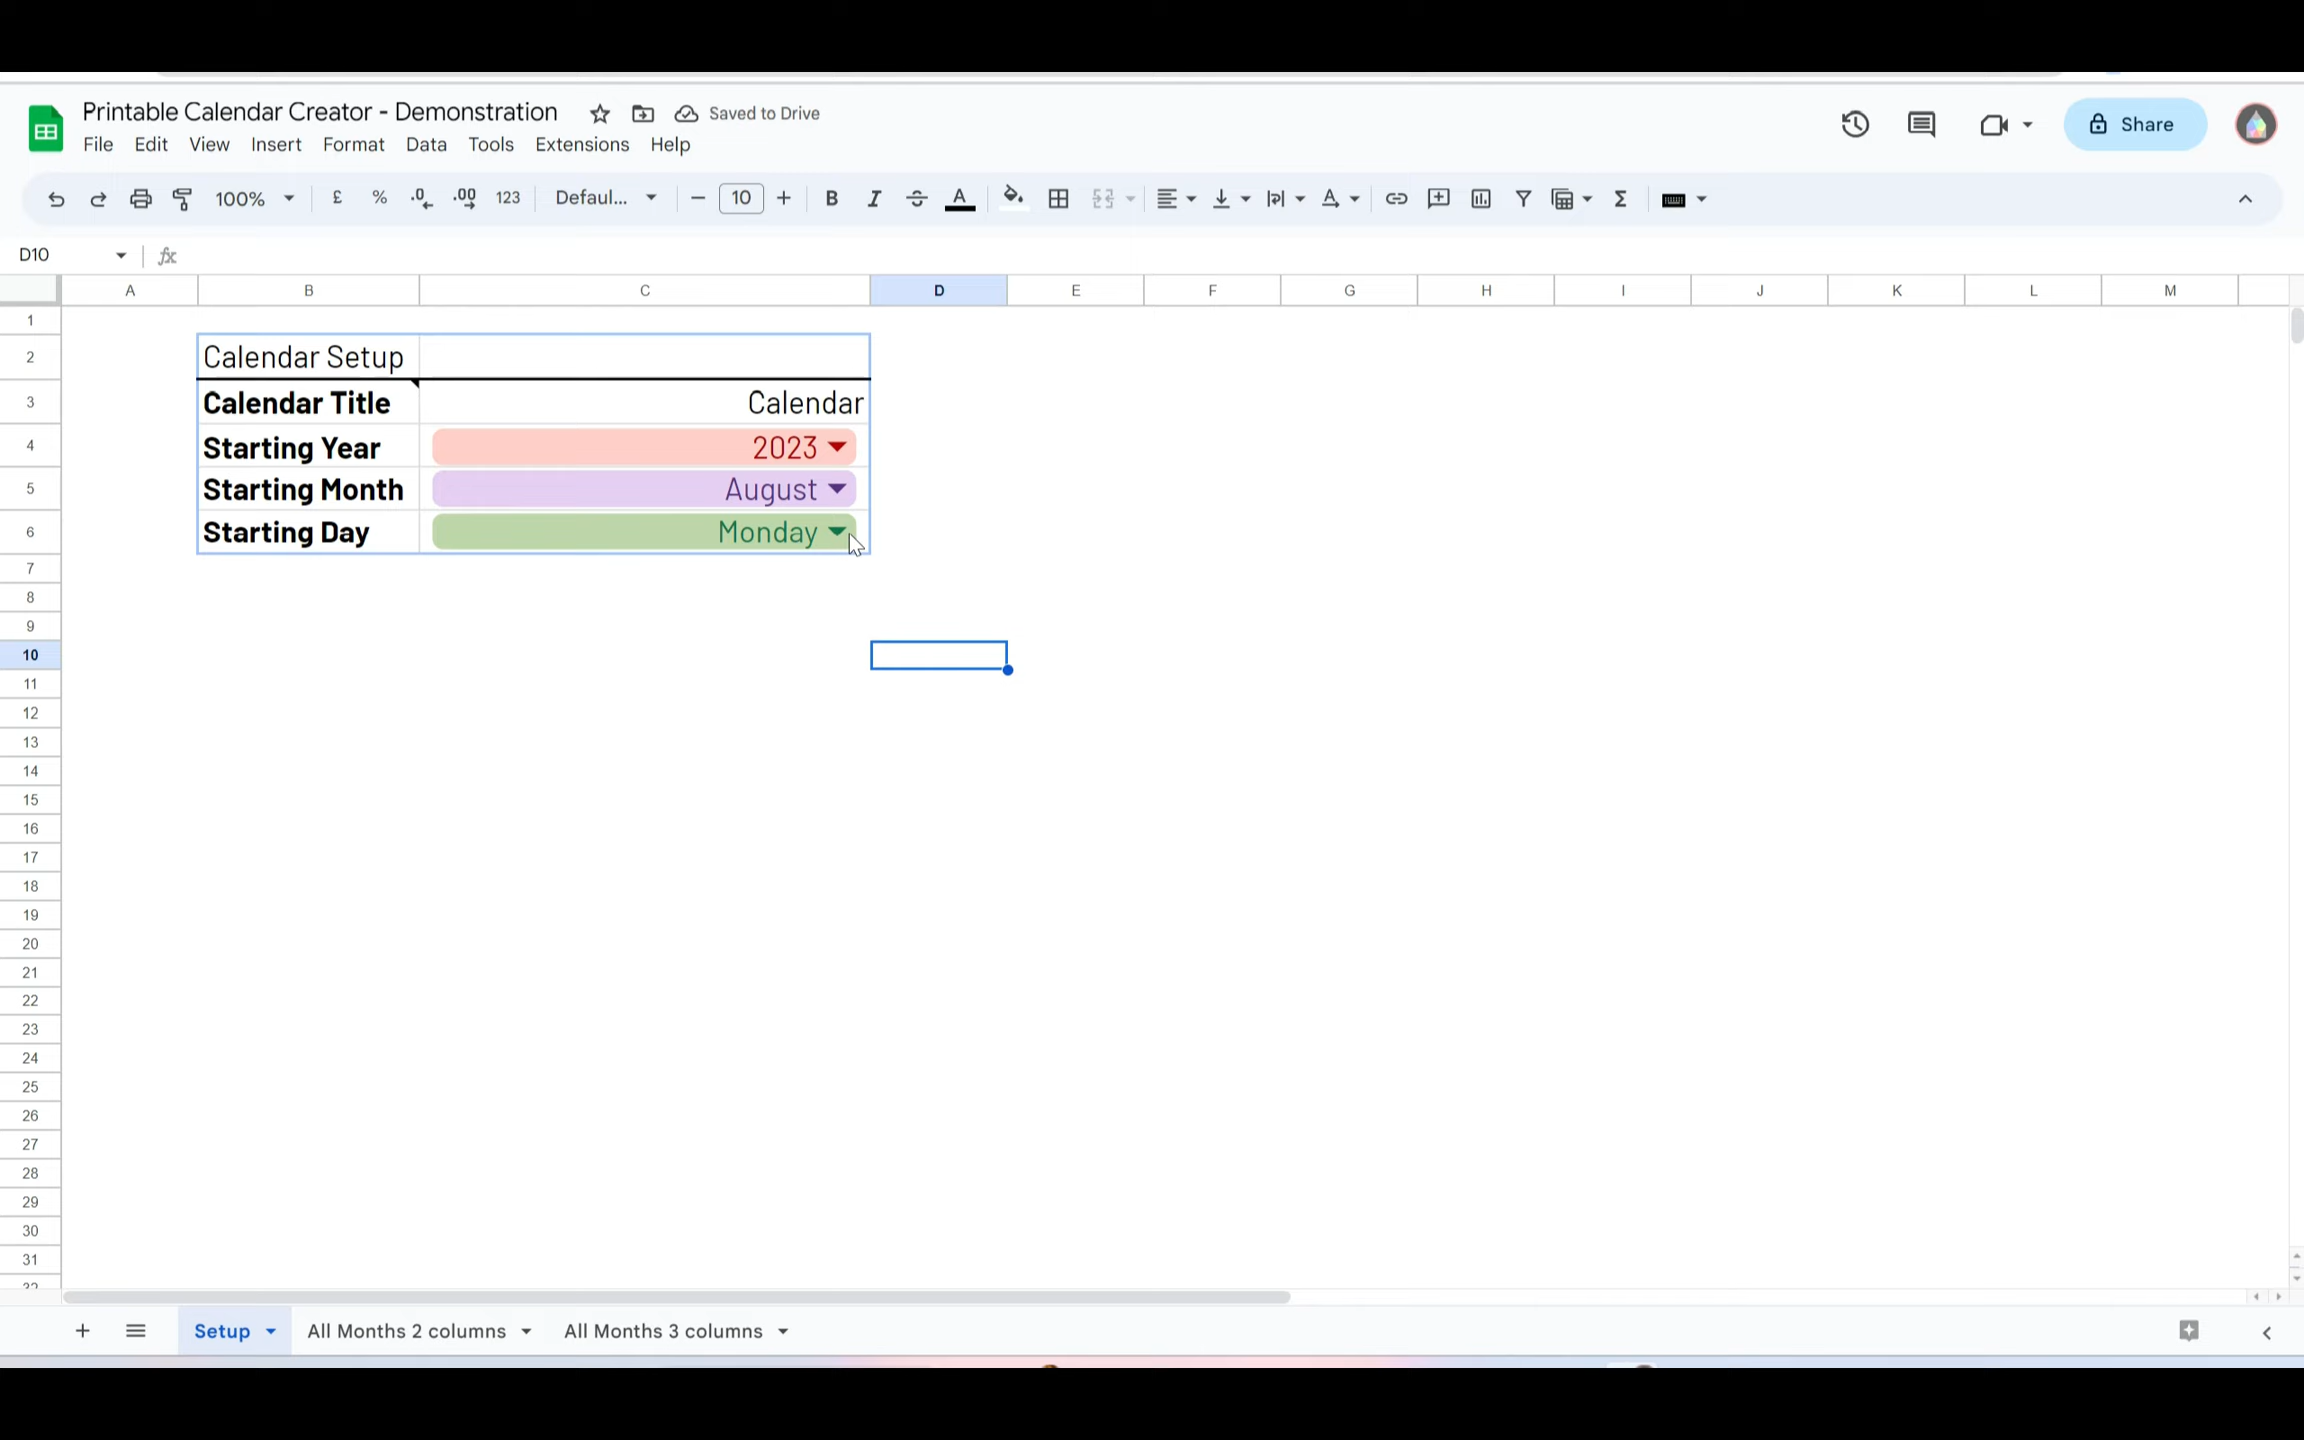 Printable Calendar Creator - Demonstration Saved to Drive
File Edit View Insert Format Data Tools Extensions Help
Share
100% £ % .0 .00 123 Defaul... 10 B I A
D10 fx
A B C D E F G H I J K L M
1
2 Calendar Setup
3 Calendar Title Calendar
4 Starting Year 2023
5 Starting Month August
6 Starting Day Monday
7
8
9
10
11
12
13
14
15
16
17
18
19
20
21
22
23
24
25
26
27
28
29
30
31
32
Setup All Months 2 columns All Months 3 columns